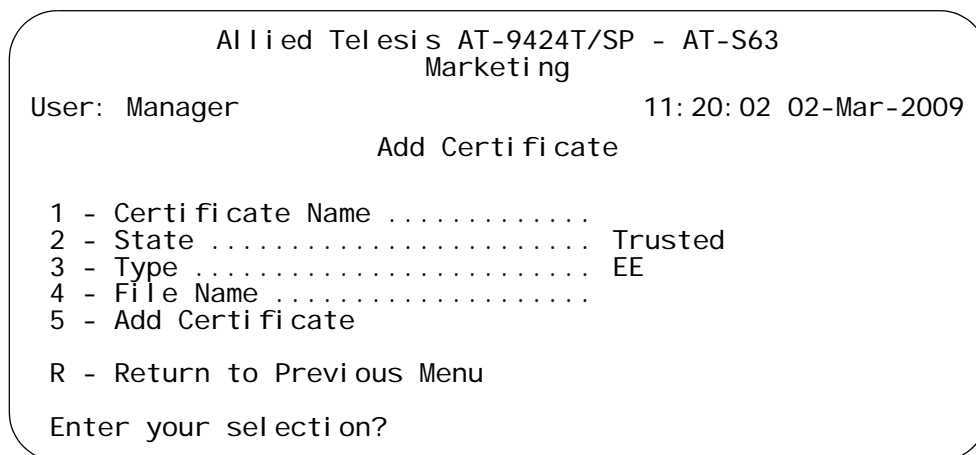 Allied Telesis AT-9424T/SP - AT-S63
Marketing
User: Manager 11:20:02 02-Mar-2009
Add Certificate
1 - Certificate Name .............
2 - State ........................ Trusted
3 - Type ......................... EE
4 - File Name ....................
5 - Add Certificate
R - Return to Previous Menu
Enter your selection?